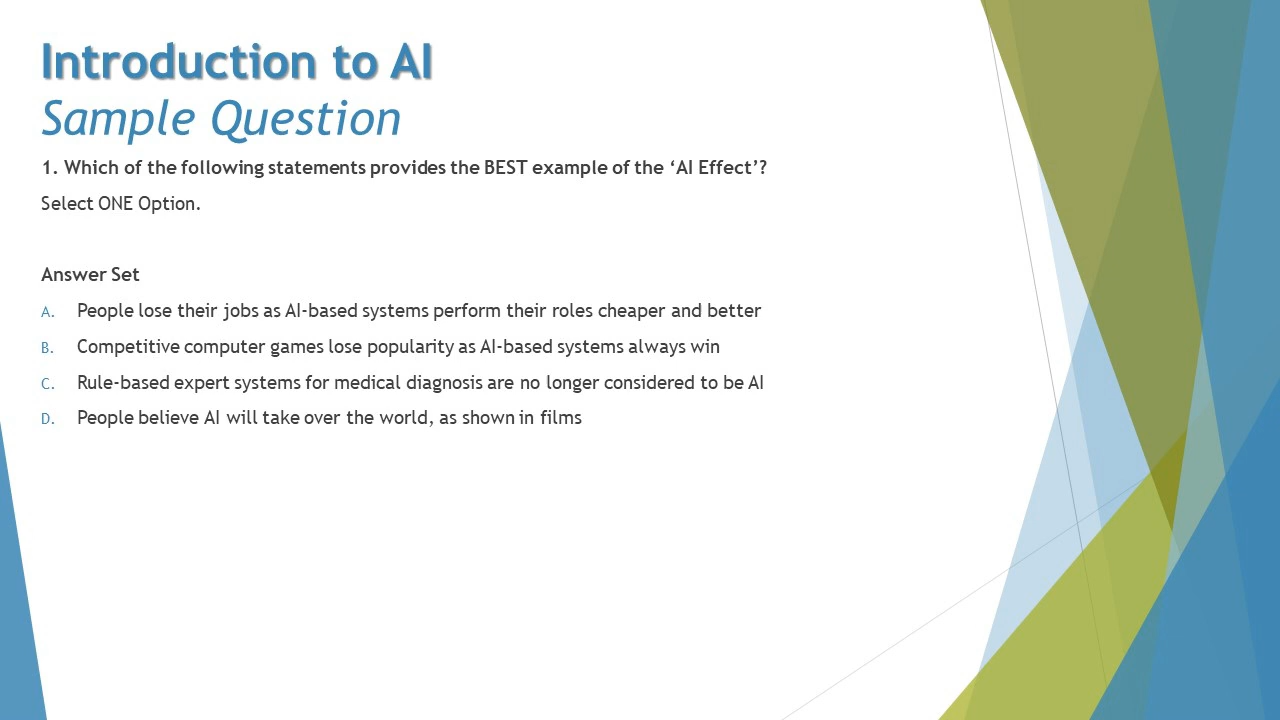 Introduction to AI
Sample Question
1. Which of the following statements provides the BEST example of the ‘AI Effect’?
Select ONE Option.
Answer Set
A. People lose their jobs as AI-based systems perform their roles cheaper and better
B. Competitive computer games lose popularity as AI-based systems always win
C. Rule-based expert systems for medical diagnosis are no longer considered to be AI
D. People believe AI will take over the world, as shown in films